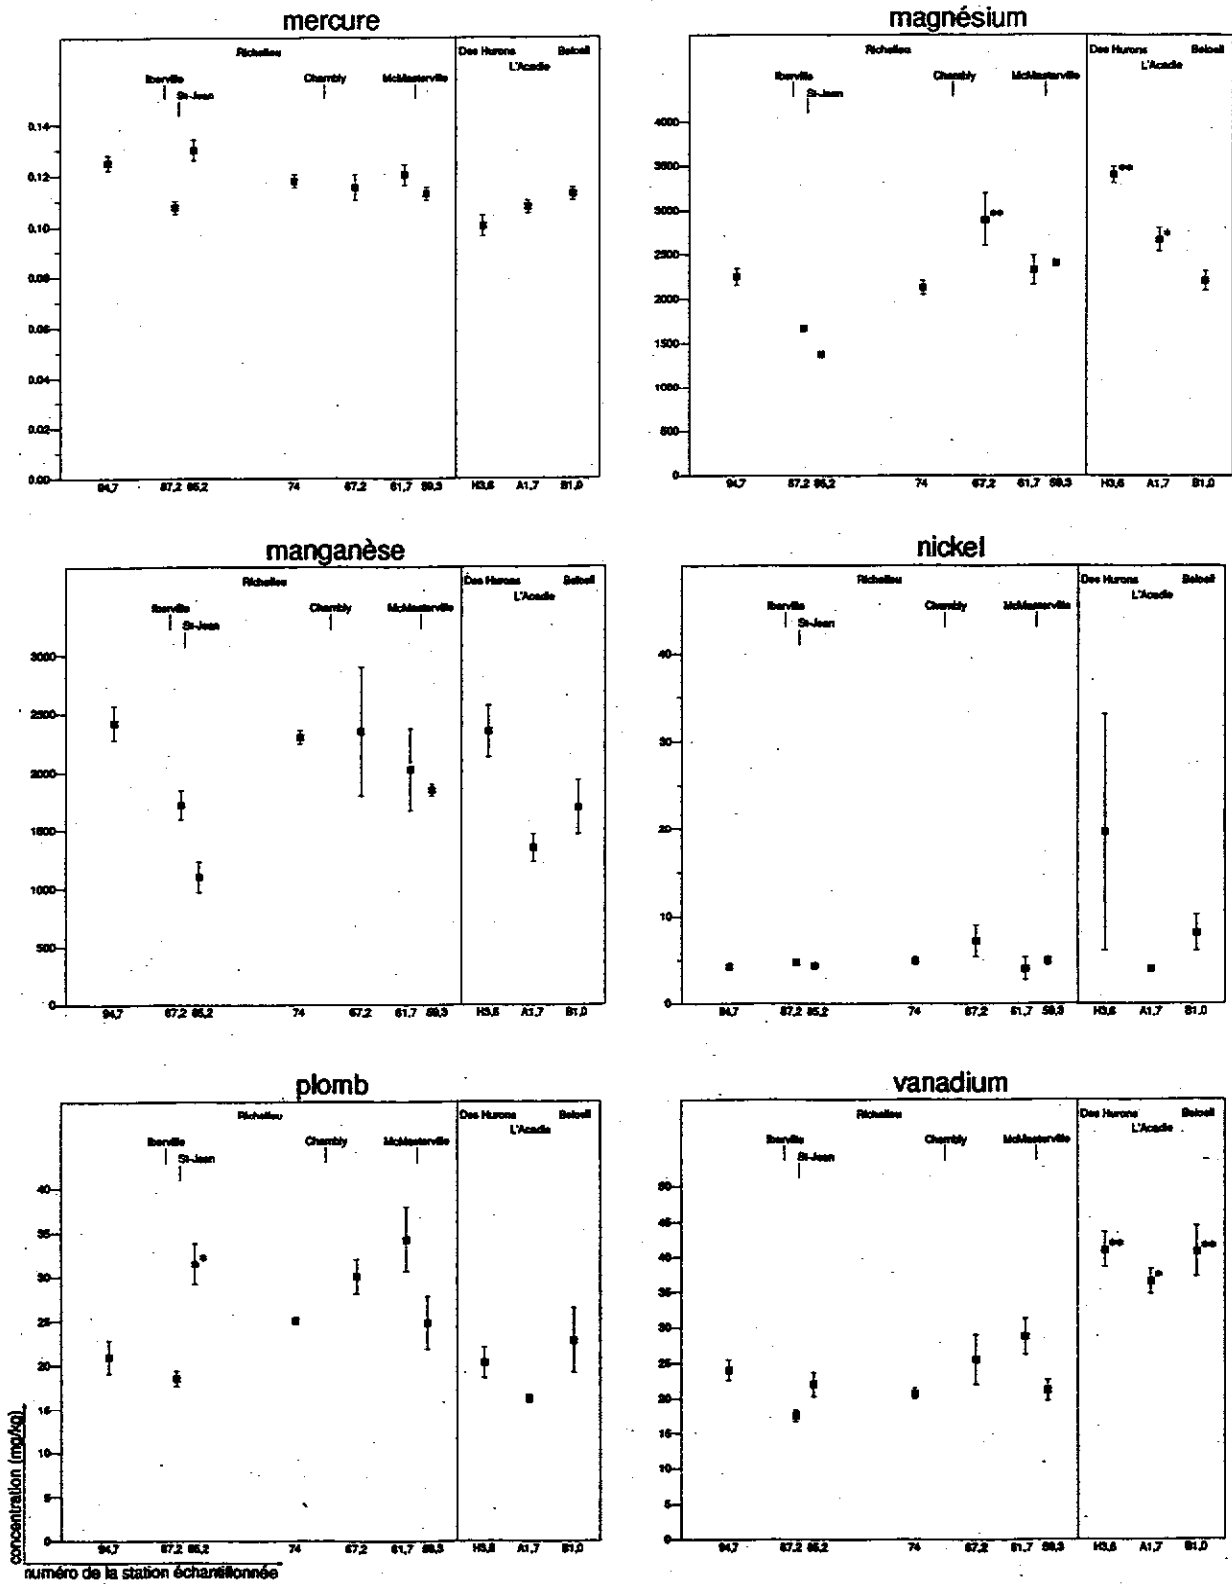 mercure
Richelieu
Des Hurons Beloeil
L'Acadie
Iberville Chambly McMasterville
St-Jean
0.14
0.12
0.10
0.08
0.06
0.04
0.02
0.00
94,7 87,2 85,2 74 67,2 61,7 59,3 H3,6 A1,7 B1,0
magnésium
Richelieu
Des Hurons Beloeil
L'Acadie
Iberville Chambly McMasterville
St-Jean
4000
3500 **
3000 **
2500 *
2000
1500
1000
500
0
94,7 87,2 85,2 74 67,2 61,7 59,3 H3,6 A1,7 B1,0
manganèse
Richelieu
Des Hurons Beloeil
L'Acadie
Iberville Chambly McMasterville
St-Jean
3000
2500
2000
1500
1000
500
0
94,7 87,2 85,2 74 67,2 61,7 59,3 H3,6 A1,7 B1,0
nickel
Richelieu
Des Hurons Beloeil
L'Acadie
Iberville Chambly McMasterville
St-Jean
40
30
20
10
0
94,7 87,2 85,2 74 67,2 61,7 59,3 H3,6 A1,7 B1,0
plomb
Richelieu
Des Hurons Beloeil
L'Acadie
Iberville Chambly McMasterville
St-Jean
40
35
30 *
25
20
15
10
5
0
94,7 87,2 85,2 74 67,2 61,7 59,3 H3,6 A1,7 B1,0
concentration (mg/kg)
numéro de la station échantillonnée
vanadium
Richelieu
Des Hurons Beloeil
L'Acadie
Iberville Chambly McMasterville
St-Jean
50
45
40 ** **
35 *
30
25
20
15
10
5
0
94,7 87,2 85,2 74 67,2 61,7 59,3 H3,6 A1,7 B1,0